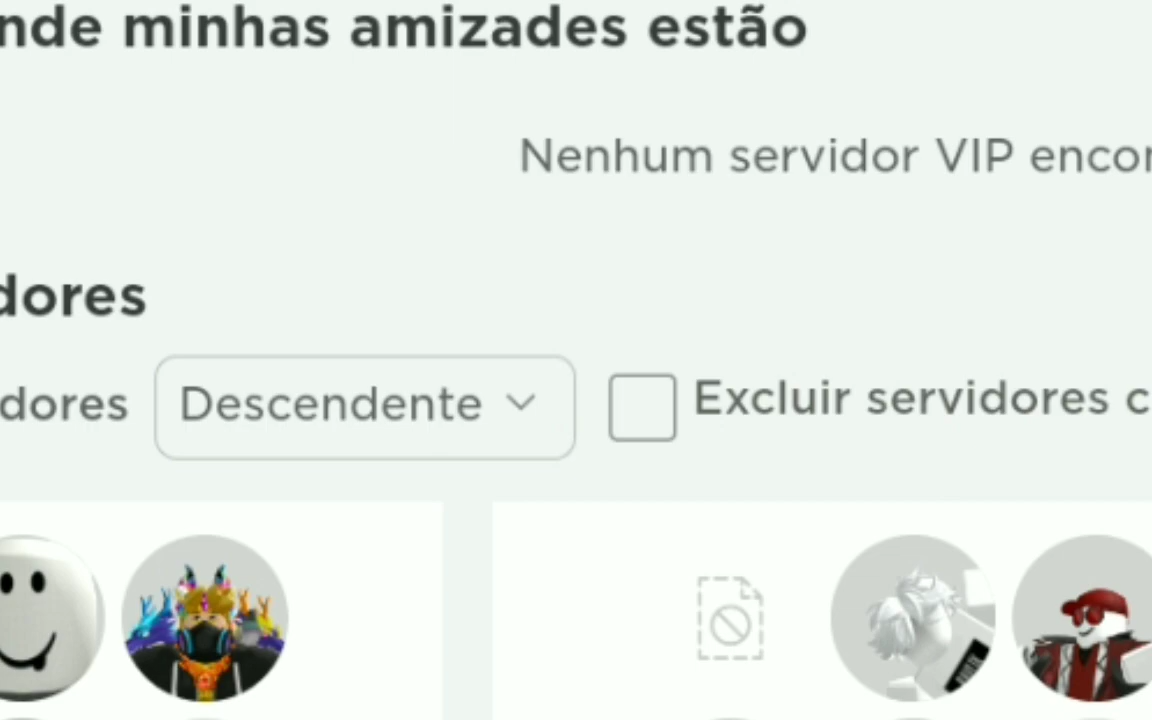 nde minhas amizades estão
Nenhum servidor VIP encon
dores
dores Descendente Excluir servidores c